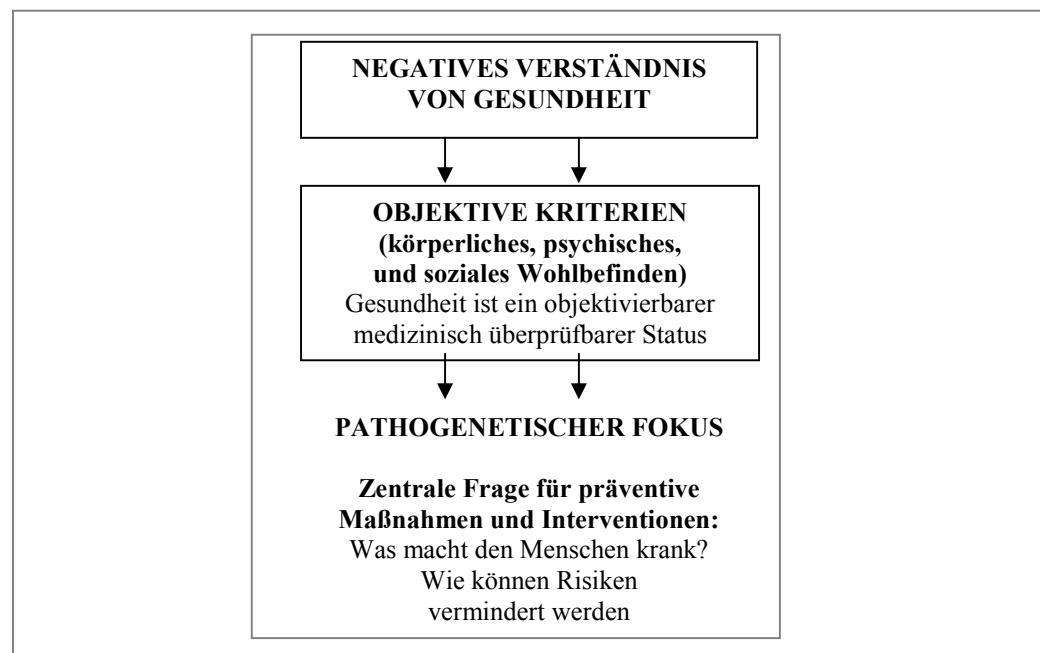 NEGATIVES VERSTÄNDNIS
VON GESUNDHEIT
OBJEKTIVE KRITERIEN
(körperliches, psychisches,
und soziales Wohlbefinden)
Gesundheit ist ein objektivierbarer
medizinisch überprüfbarer Status
PATHOGENETISCHER FOKUS
Zentrale Frage für präventive
Maßnahmen und Interventionen:
Was macht den Menschen krank?
Wie können Risiken
vermindert werden